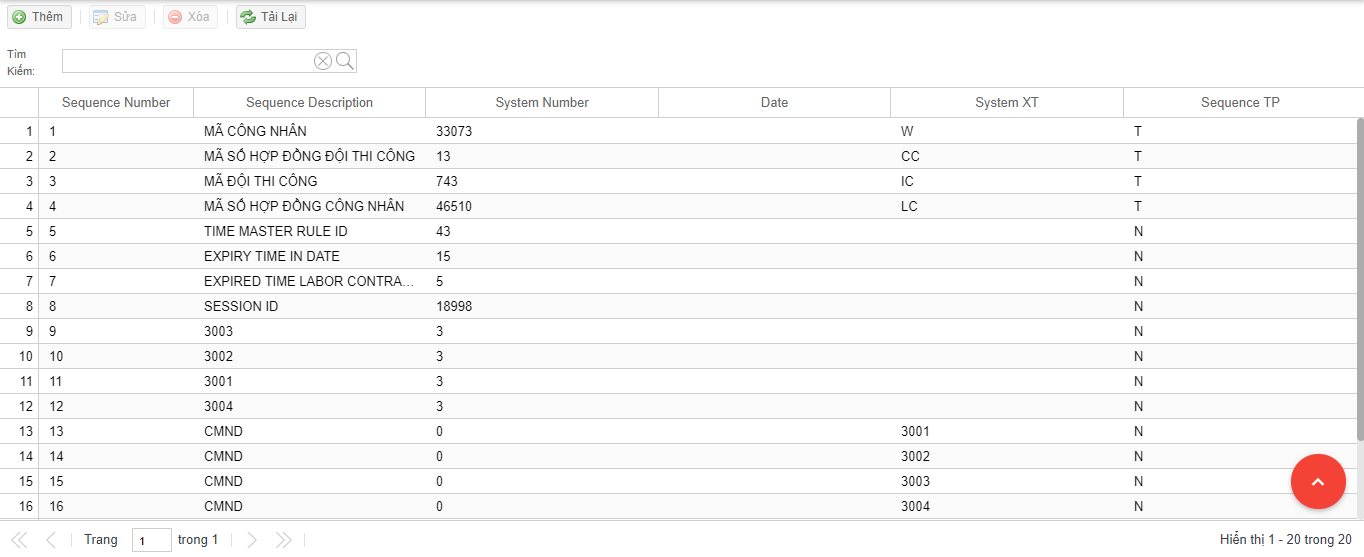 Thêm Sửa Xóa Tải Lại
Tìm
Kiếm:
Sequence Number Sequence Description System Number Date System XT Sequence TP
1 1 MÃ CÔNG NHÂN 33073 W T
2 2 MÃ SỐ HỢP ĐỒNG ĐỘI THI CÔNG 13 CC T
3 3 MÃ ĐỘI THI CÔNG 743 IC T
4 4 MÃ SỐ HỢP ĐỒNG CÔNG NHÂN 46510 LC T
5 5 TIME MASTER RULE ID 43 N
6 6 EXPIRY TIME IN DATE 15 N
7 7 EXPIRED TIME LABOR CONTRA... 5 N
8 8 SESSION ID 18998 N
9 9 3003 3 N
10 10 3002 3 N
11 11 3001 3 N
12 12 3004 3 N
13 13 CMND 0 3001 N
14 14 CMND 0 3002 N
15 15 CMND 0 3003 N
16 16 CMND 0 3004 N
Trang 1 trong 1 Hiển thị 1 - 20 trong 20